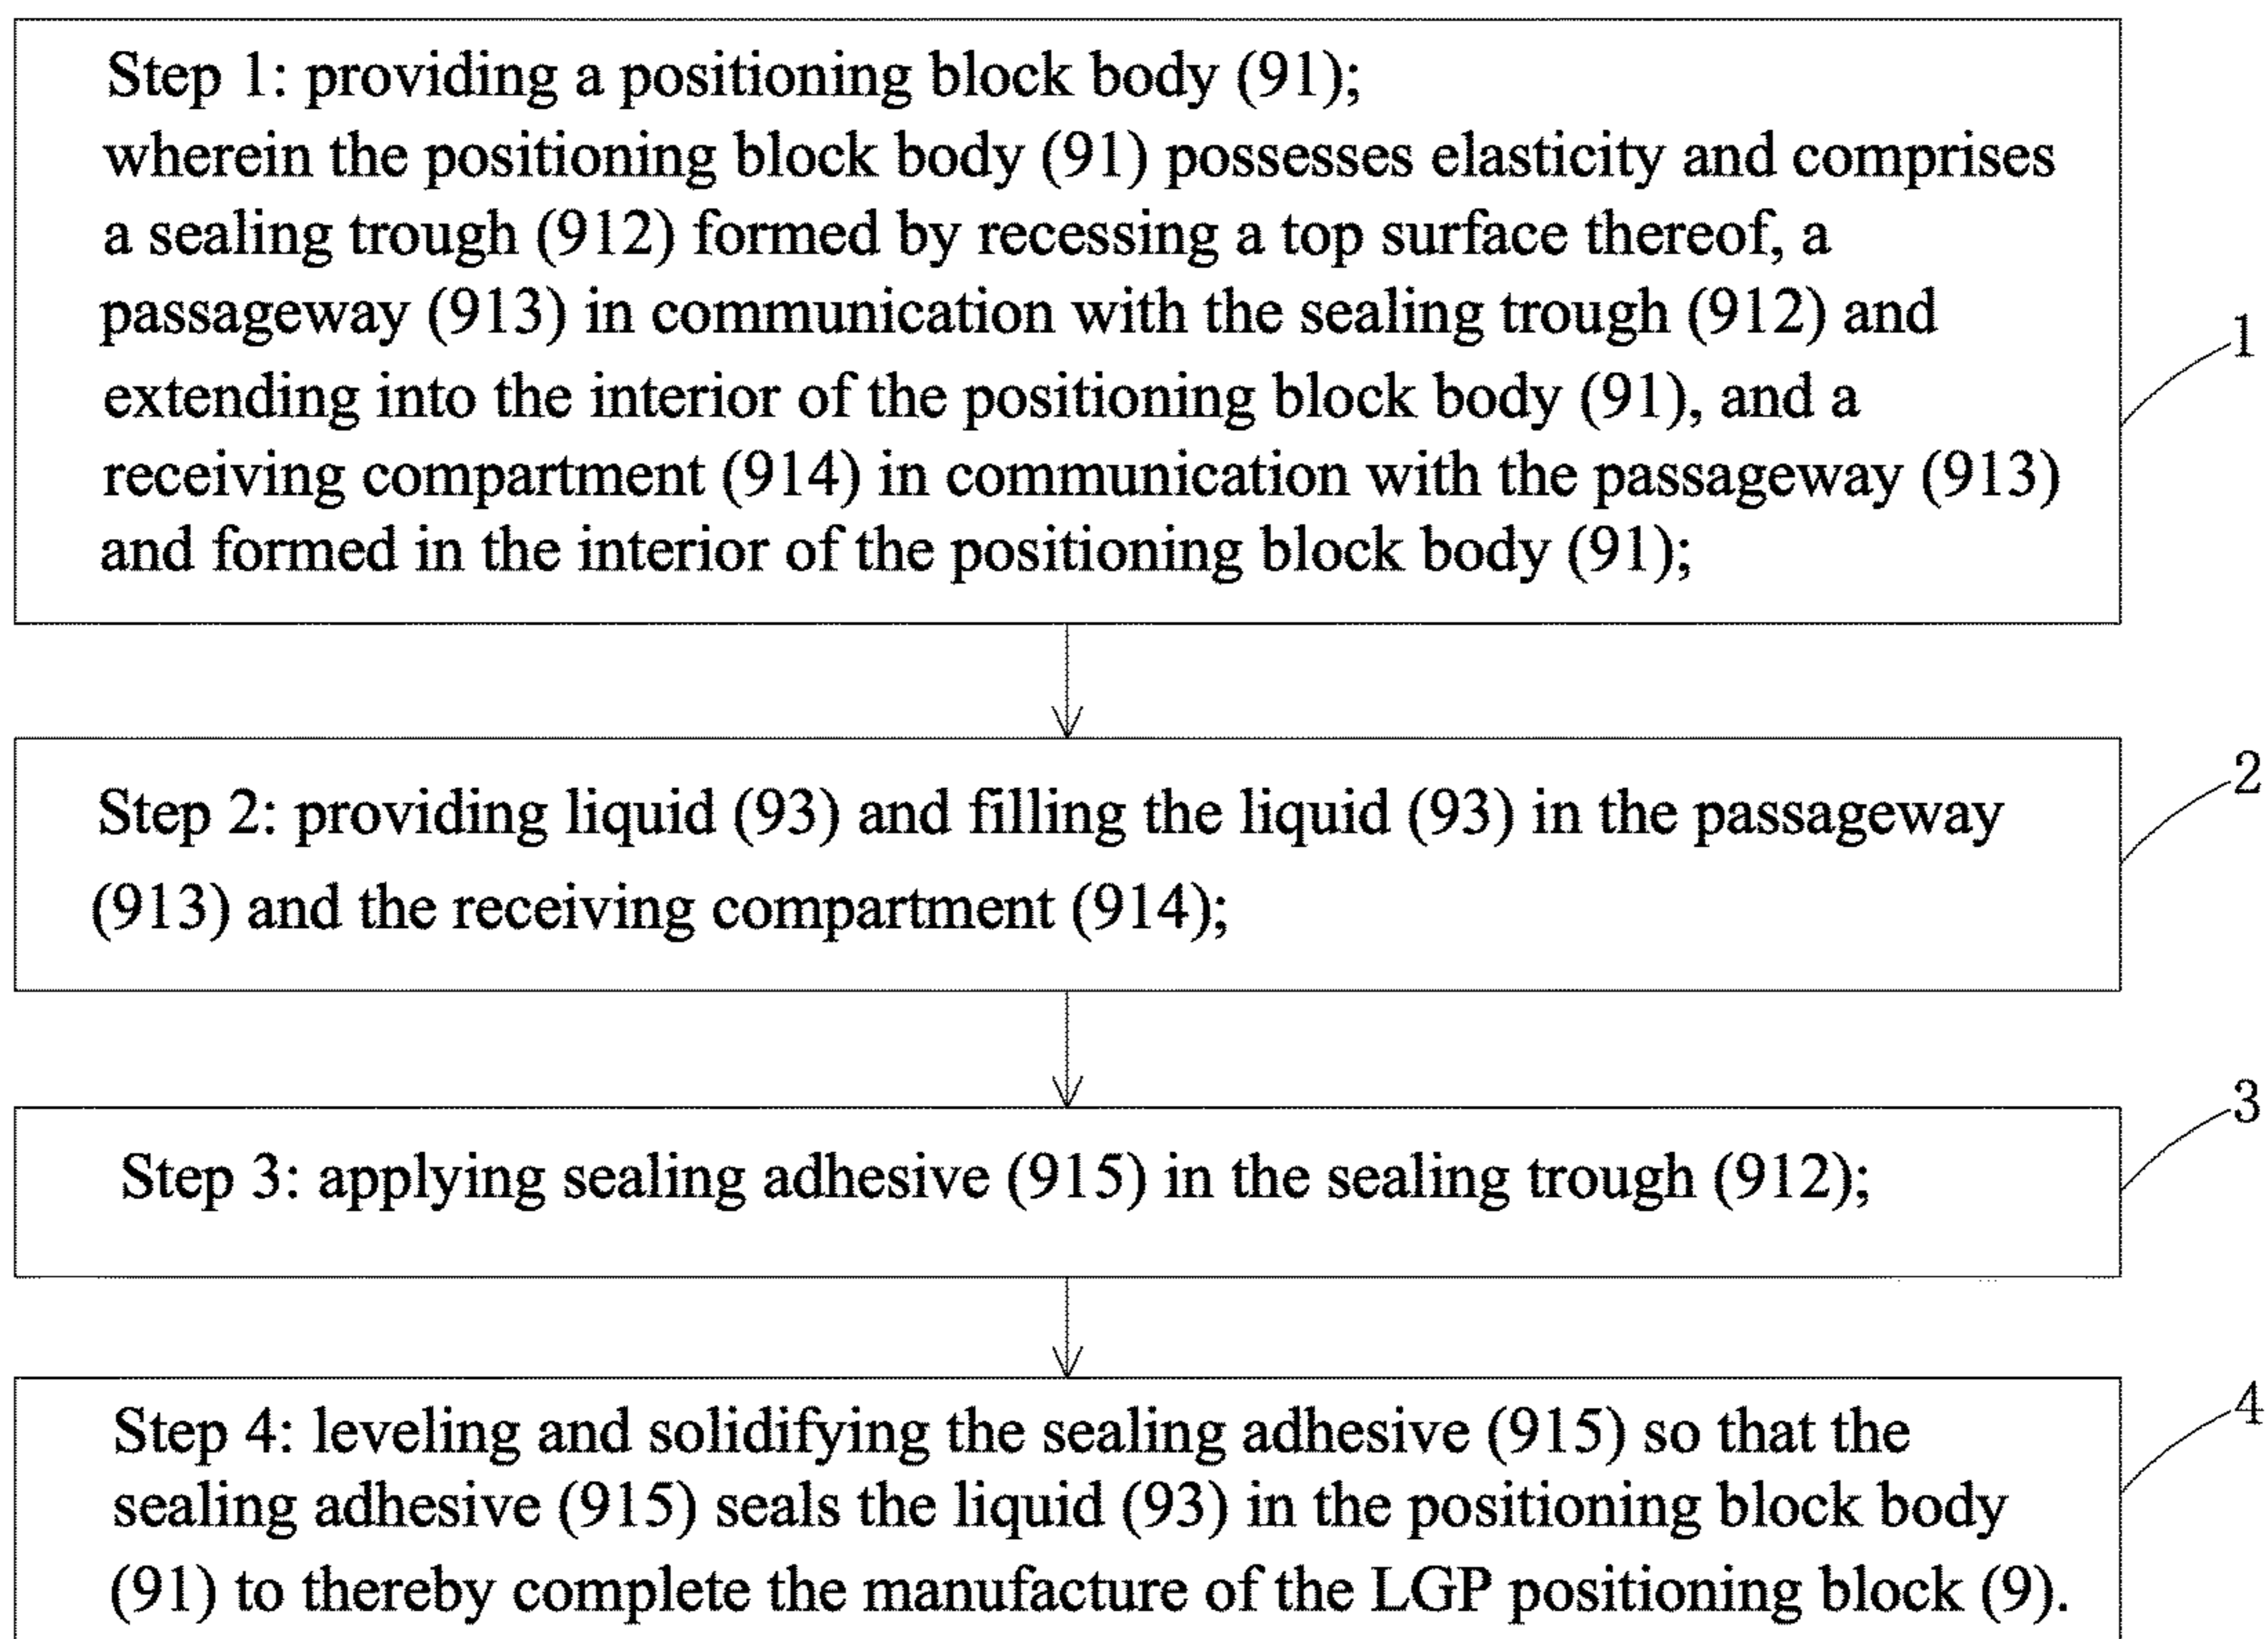 Step 1: providing a positioning block body (91);
wherein the positioning block body (91) possesses elasticity and comprises
a sealing trough (912) formed by recessing a top surface thereof, a
passageway (913) in communication with the sealing trough (912) and
extending into the interior of the positioning block body (91), and a
receiving compartment (914) in communication with the passageway (913)
and formed in the interior of the positioning block body (91);
1
Step 2: providing liquid (93) and filling the liquid (93) in the passageway
(913) and the receiving compartment (914);
2
Step 3: applying sealing adhesive (915) in the sealing trough (912);
3
Step 4: leveling and solidifying the sealing adhesive (915) so that the
sealing adhesive (915) seals the liquid (93) in the positioning block body
(91) to thereby complete the manufacture of the LGP positioning block (9).
4